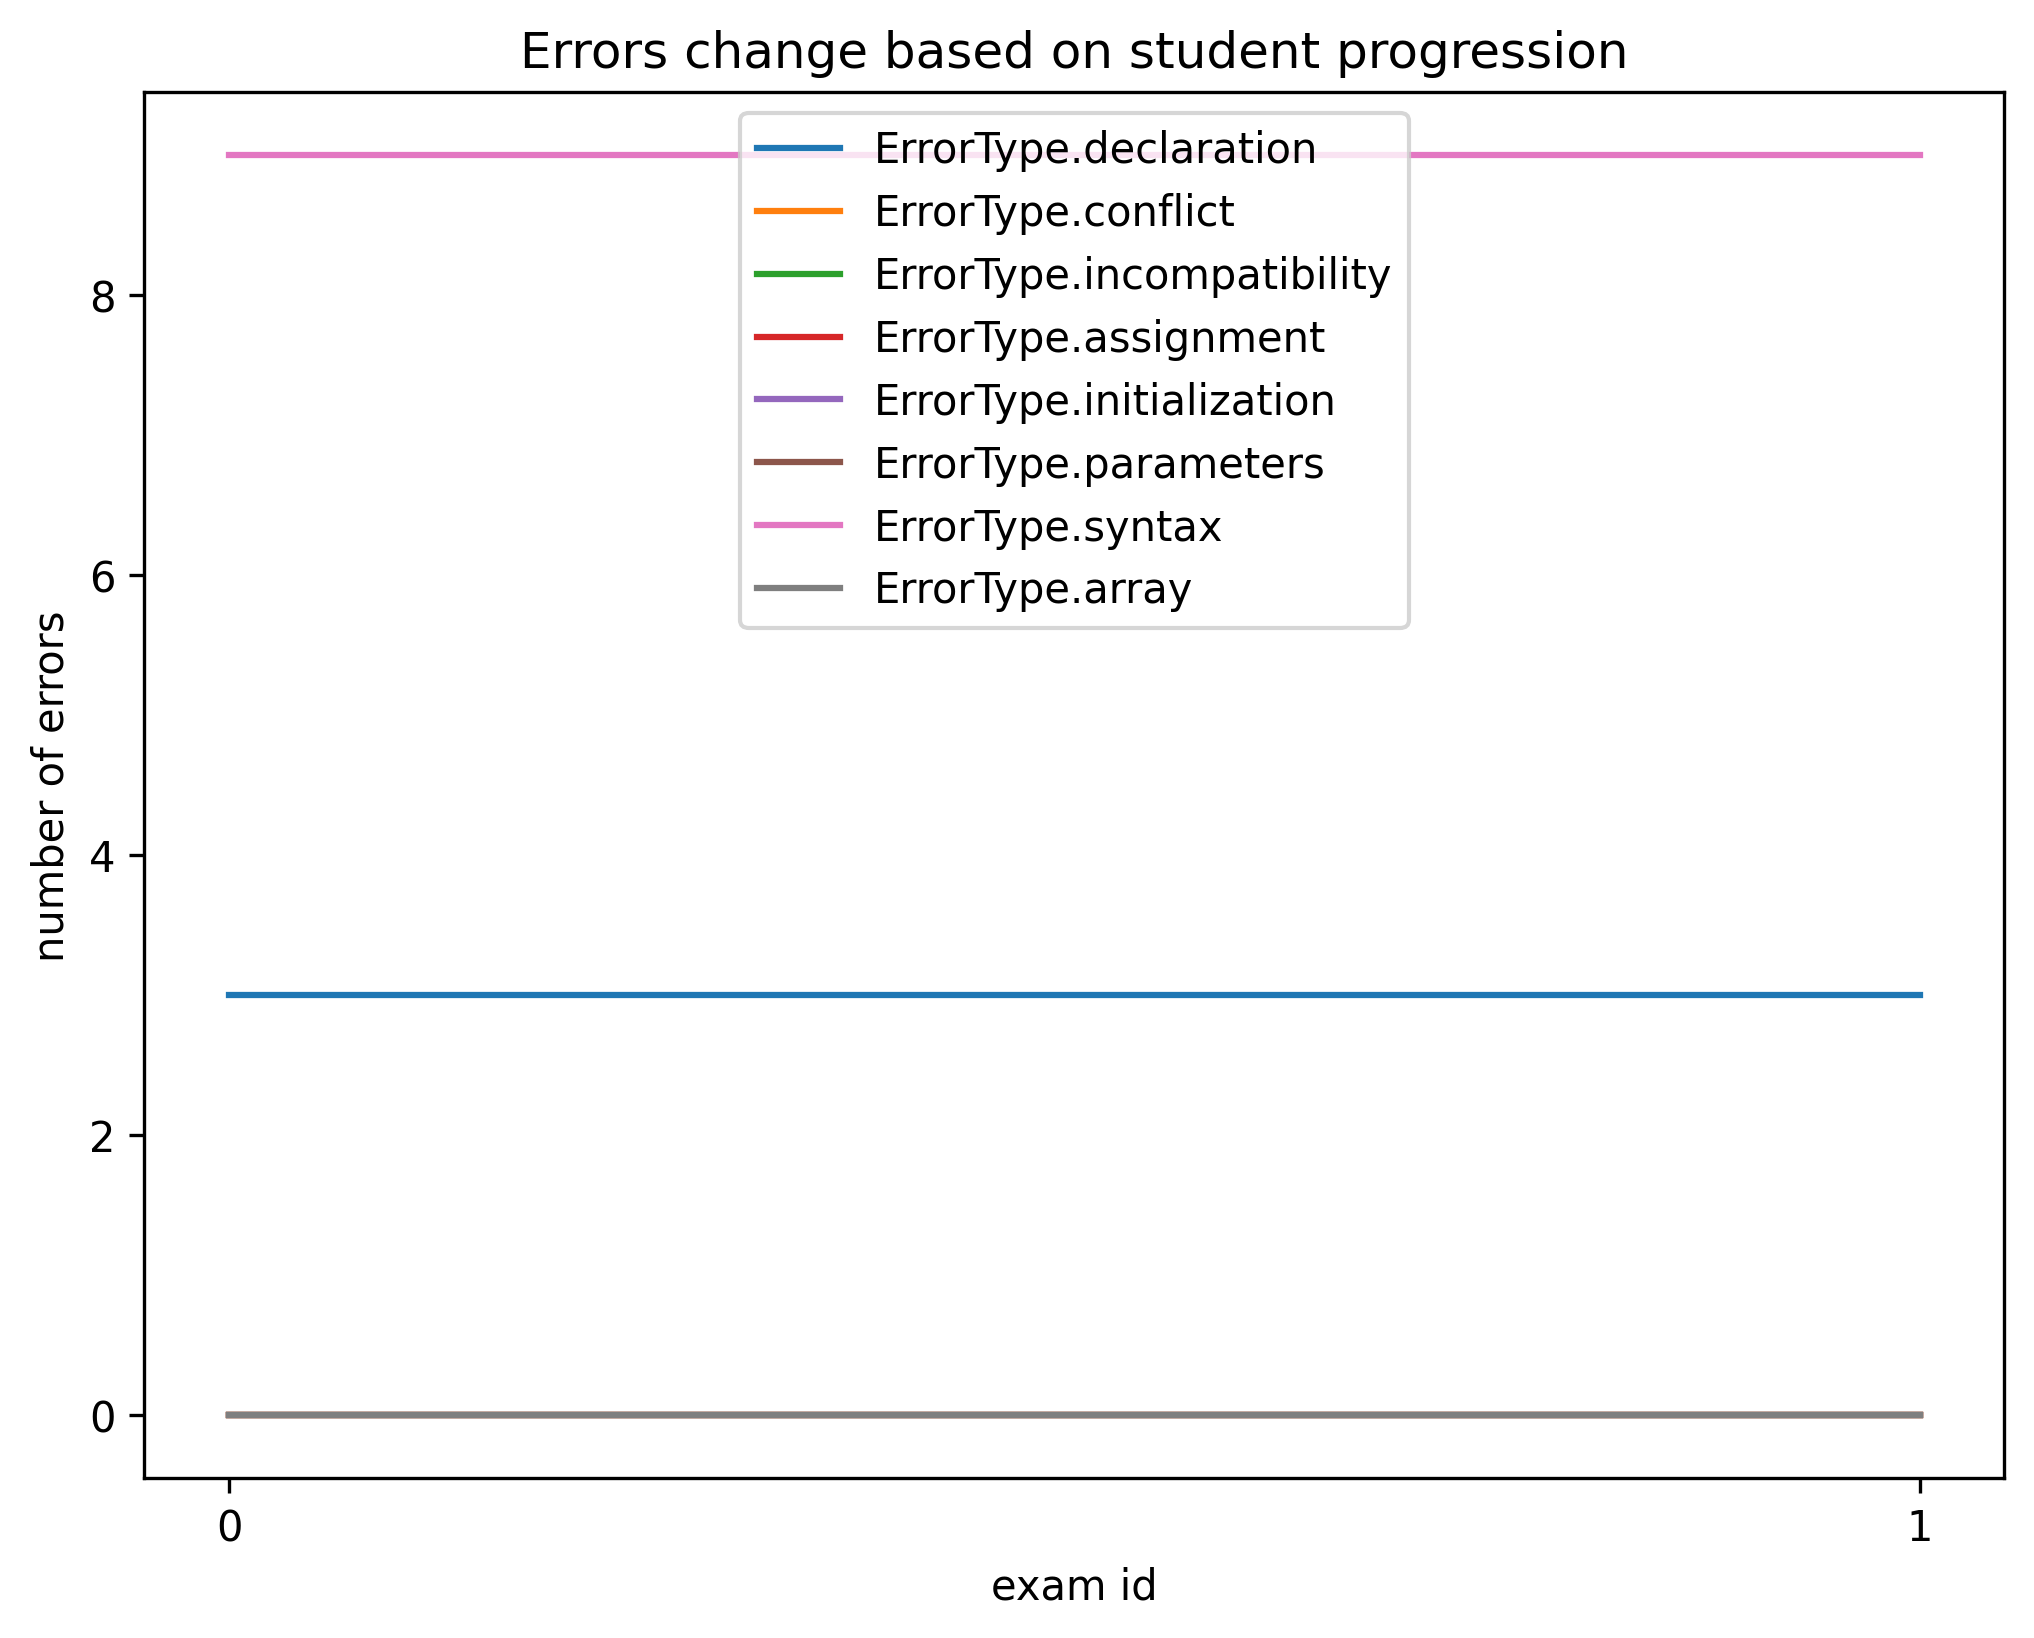 Errors change based on student progression
ErrorType.declaration
ErrorType.conflict
ErrorType.incompatibility
ErrorType.assignment
ErrorType.initialization
ErrorType.parameters
ErrorType.syntax
ErrorType.array
number of errors
8
6
4
2
0
0 1
exam id